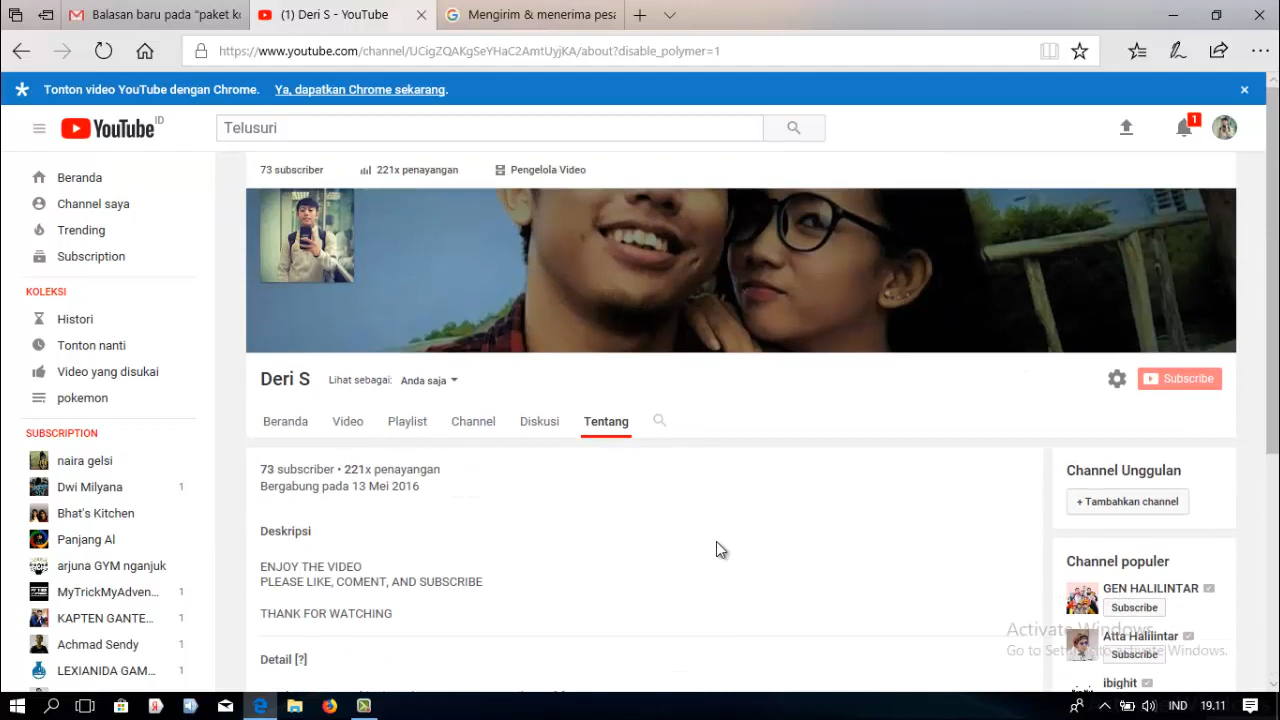 Balasan baru pada "paket ku
(1) Deri S - YouTube
Mengirim & menerima pesa
https://www.youtube.com/channel/UCigZQAKgSeYHaC2AmtUyjKA/about?disable_polymer=1
Tonton video YouTube dengan Chrome. Ya, dapatkan Chrome sekarang.
YouTube ID
Telusuri
1
Beranda
Channel saya
Trending
Subscription
KOLEKSI
Histori
Tonton nanti
Video yang disukai
pokemon
SUBSCRIPTION
naira gelsi
Dwi Milyana 1
Bhat's Kitchen
Panjang Al
arjuna GYM nganjuk
MyTrickMyAdven... 1
KAPTEN GANTE... 1
Achmad Sendy 1
LEXIANIDA GAM... 1
73 subscriber 221x penayangan Pengelola Video
Deri S Lihat sebagai: Anda saja
Subscribe
Beranda Video Playlist Channel Diskusi Tentang
73 subscriber • 221x penayangan
Bergabung pada 13 Mei 2016
Deskripsi
ENJOY THE VIDEO
PLEASE LIKE, COMENT, AND SUBSCRIBE
THANK FOR WATCHING
Detail [?]
Channel Unggulan
+ Tambahkan channel
Channel populer
GEN HALILINTAR
Subscribe
Atta Halilintar
Subscribe
ibighit
Activate Windows
Go to Settings to activate Windows.
IND 19.11